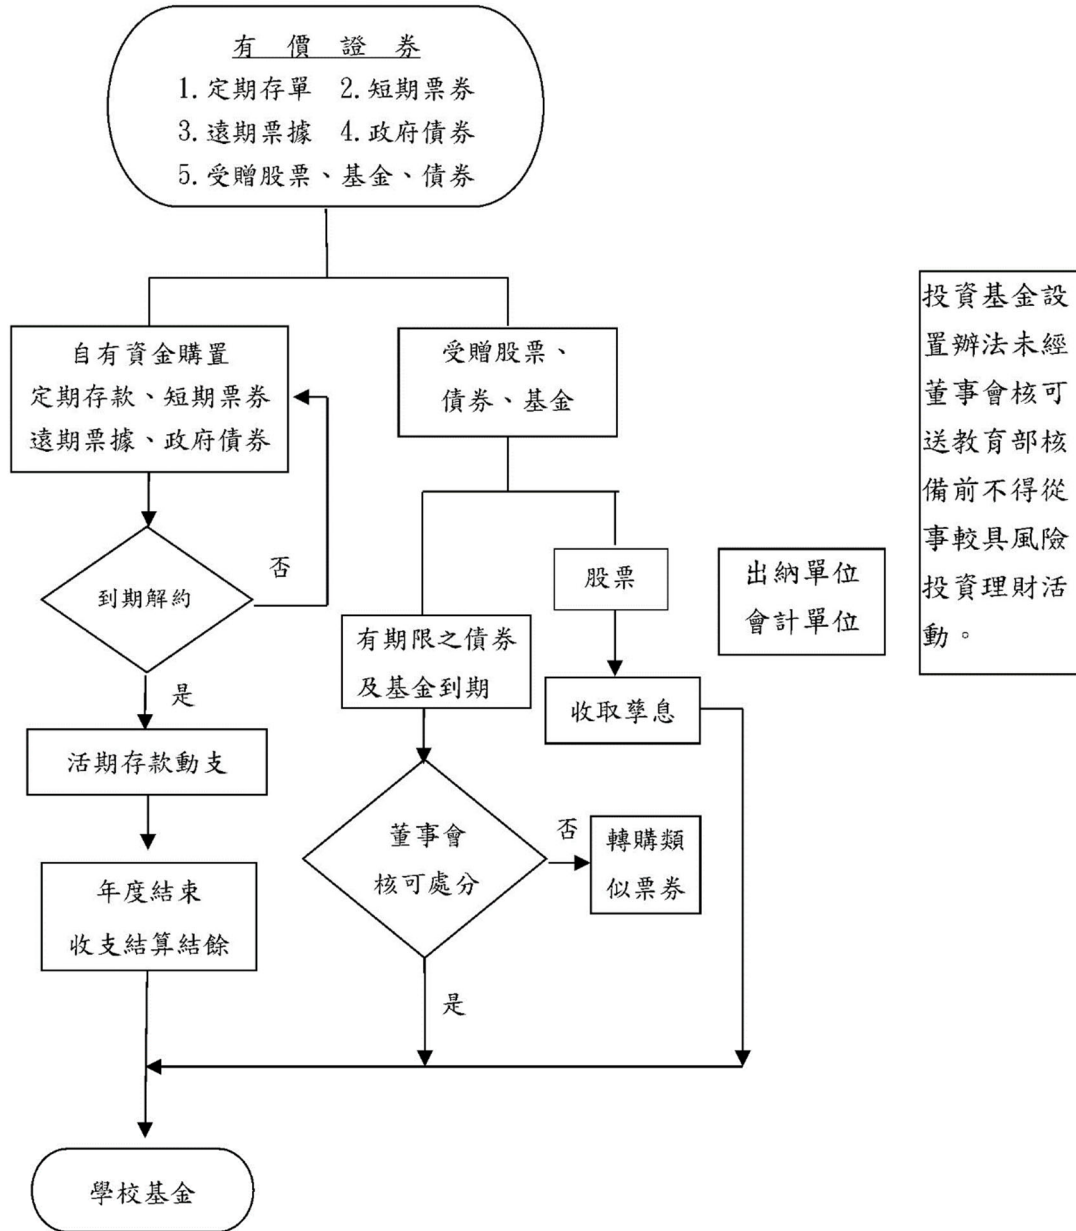 有 價 證 券
1.定期存單 2.短期票券
3.遠期票據 4.政府債券
5.受贈股票、基金、債券
自有資金購置
定期存款、短期票券
遠期票據、政府債券
受贈股票、
債券、基金
投資基金設
置辦法未經
董事會核可
送教育部核
備前不得從
事較具風險
投資理財活
動。
到期解約
否
股票
出納單位
會計單位
有期限之債券
及基金到期
是
收取孳息
活期存款動支
董事會
核可處分
否
轉購類
似票券
年度結束
收支結算結餘
是
學校基金